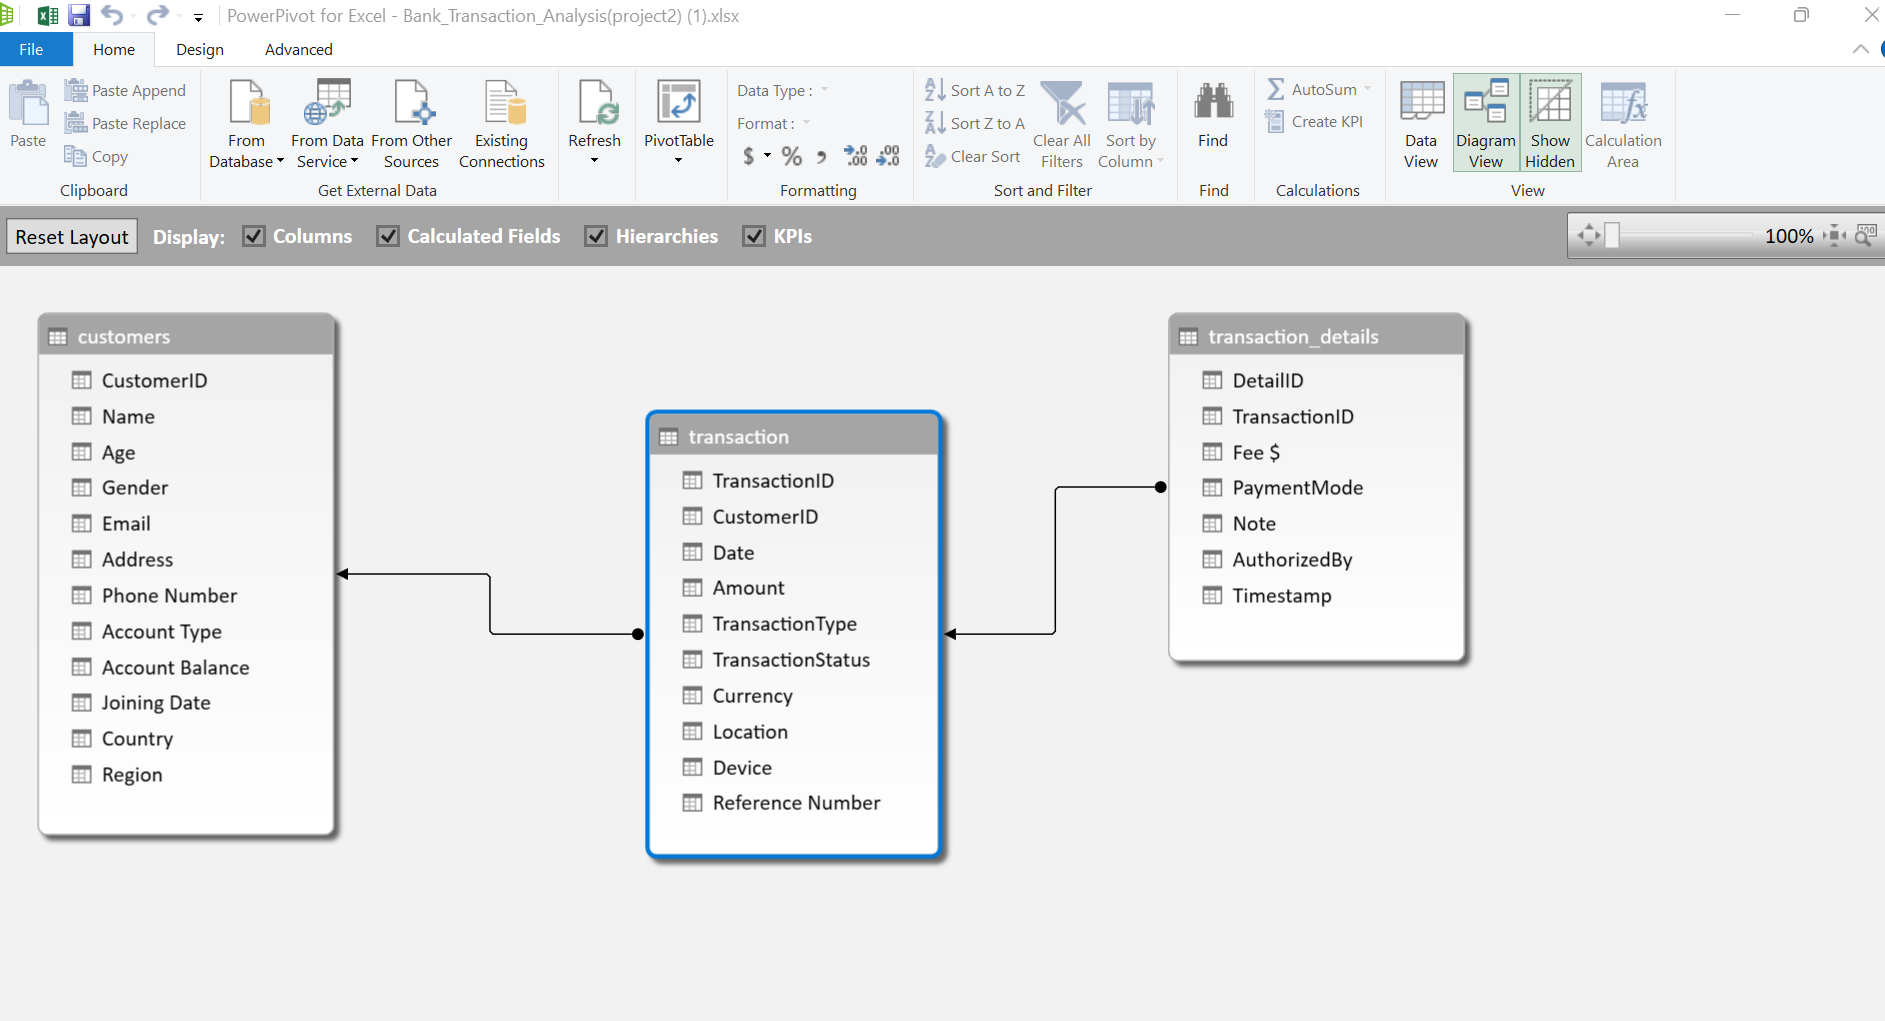 PowerPivot for Excel - Bank_Transaction_Analysis(project2) (1).xlsx
File Home Design Advanced
Paste
Paste Append
Paste Replace
Copy
Clipboard
From Database
From Data Service
From Other Sources
Existing Connections
Get External Data
Refresh
PivotTable
Data Type :
Format :
$ % , .0 .00 .00 .0
Formatting
Sort A to Z
Sort Z to A
Clear Sort
Clear All Filters
Sort by Column
Sort and Filter
Find
Find
AutoSum
Create KPI
Calculations
Data View
Diagram View
Show Hidden
Calculation Area
View
Reset Layout Display: Columns Calculated Fields Hierarchies KPIs 100%
customers
CustomerID
Name
Age
Gender
Email
Address
Phone Number
Account Type
Account Balance
Joining Date
Country
Region
transaction
TransactionID
CustomerID
Date
Amount
TransactionType
TransactionStatus
Currency
Location
Device
Reference Number
transaction_details
DetailID
TransactionID
Fee $
PaymentMode
Note
AuthorizedBy
Timestamp